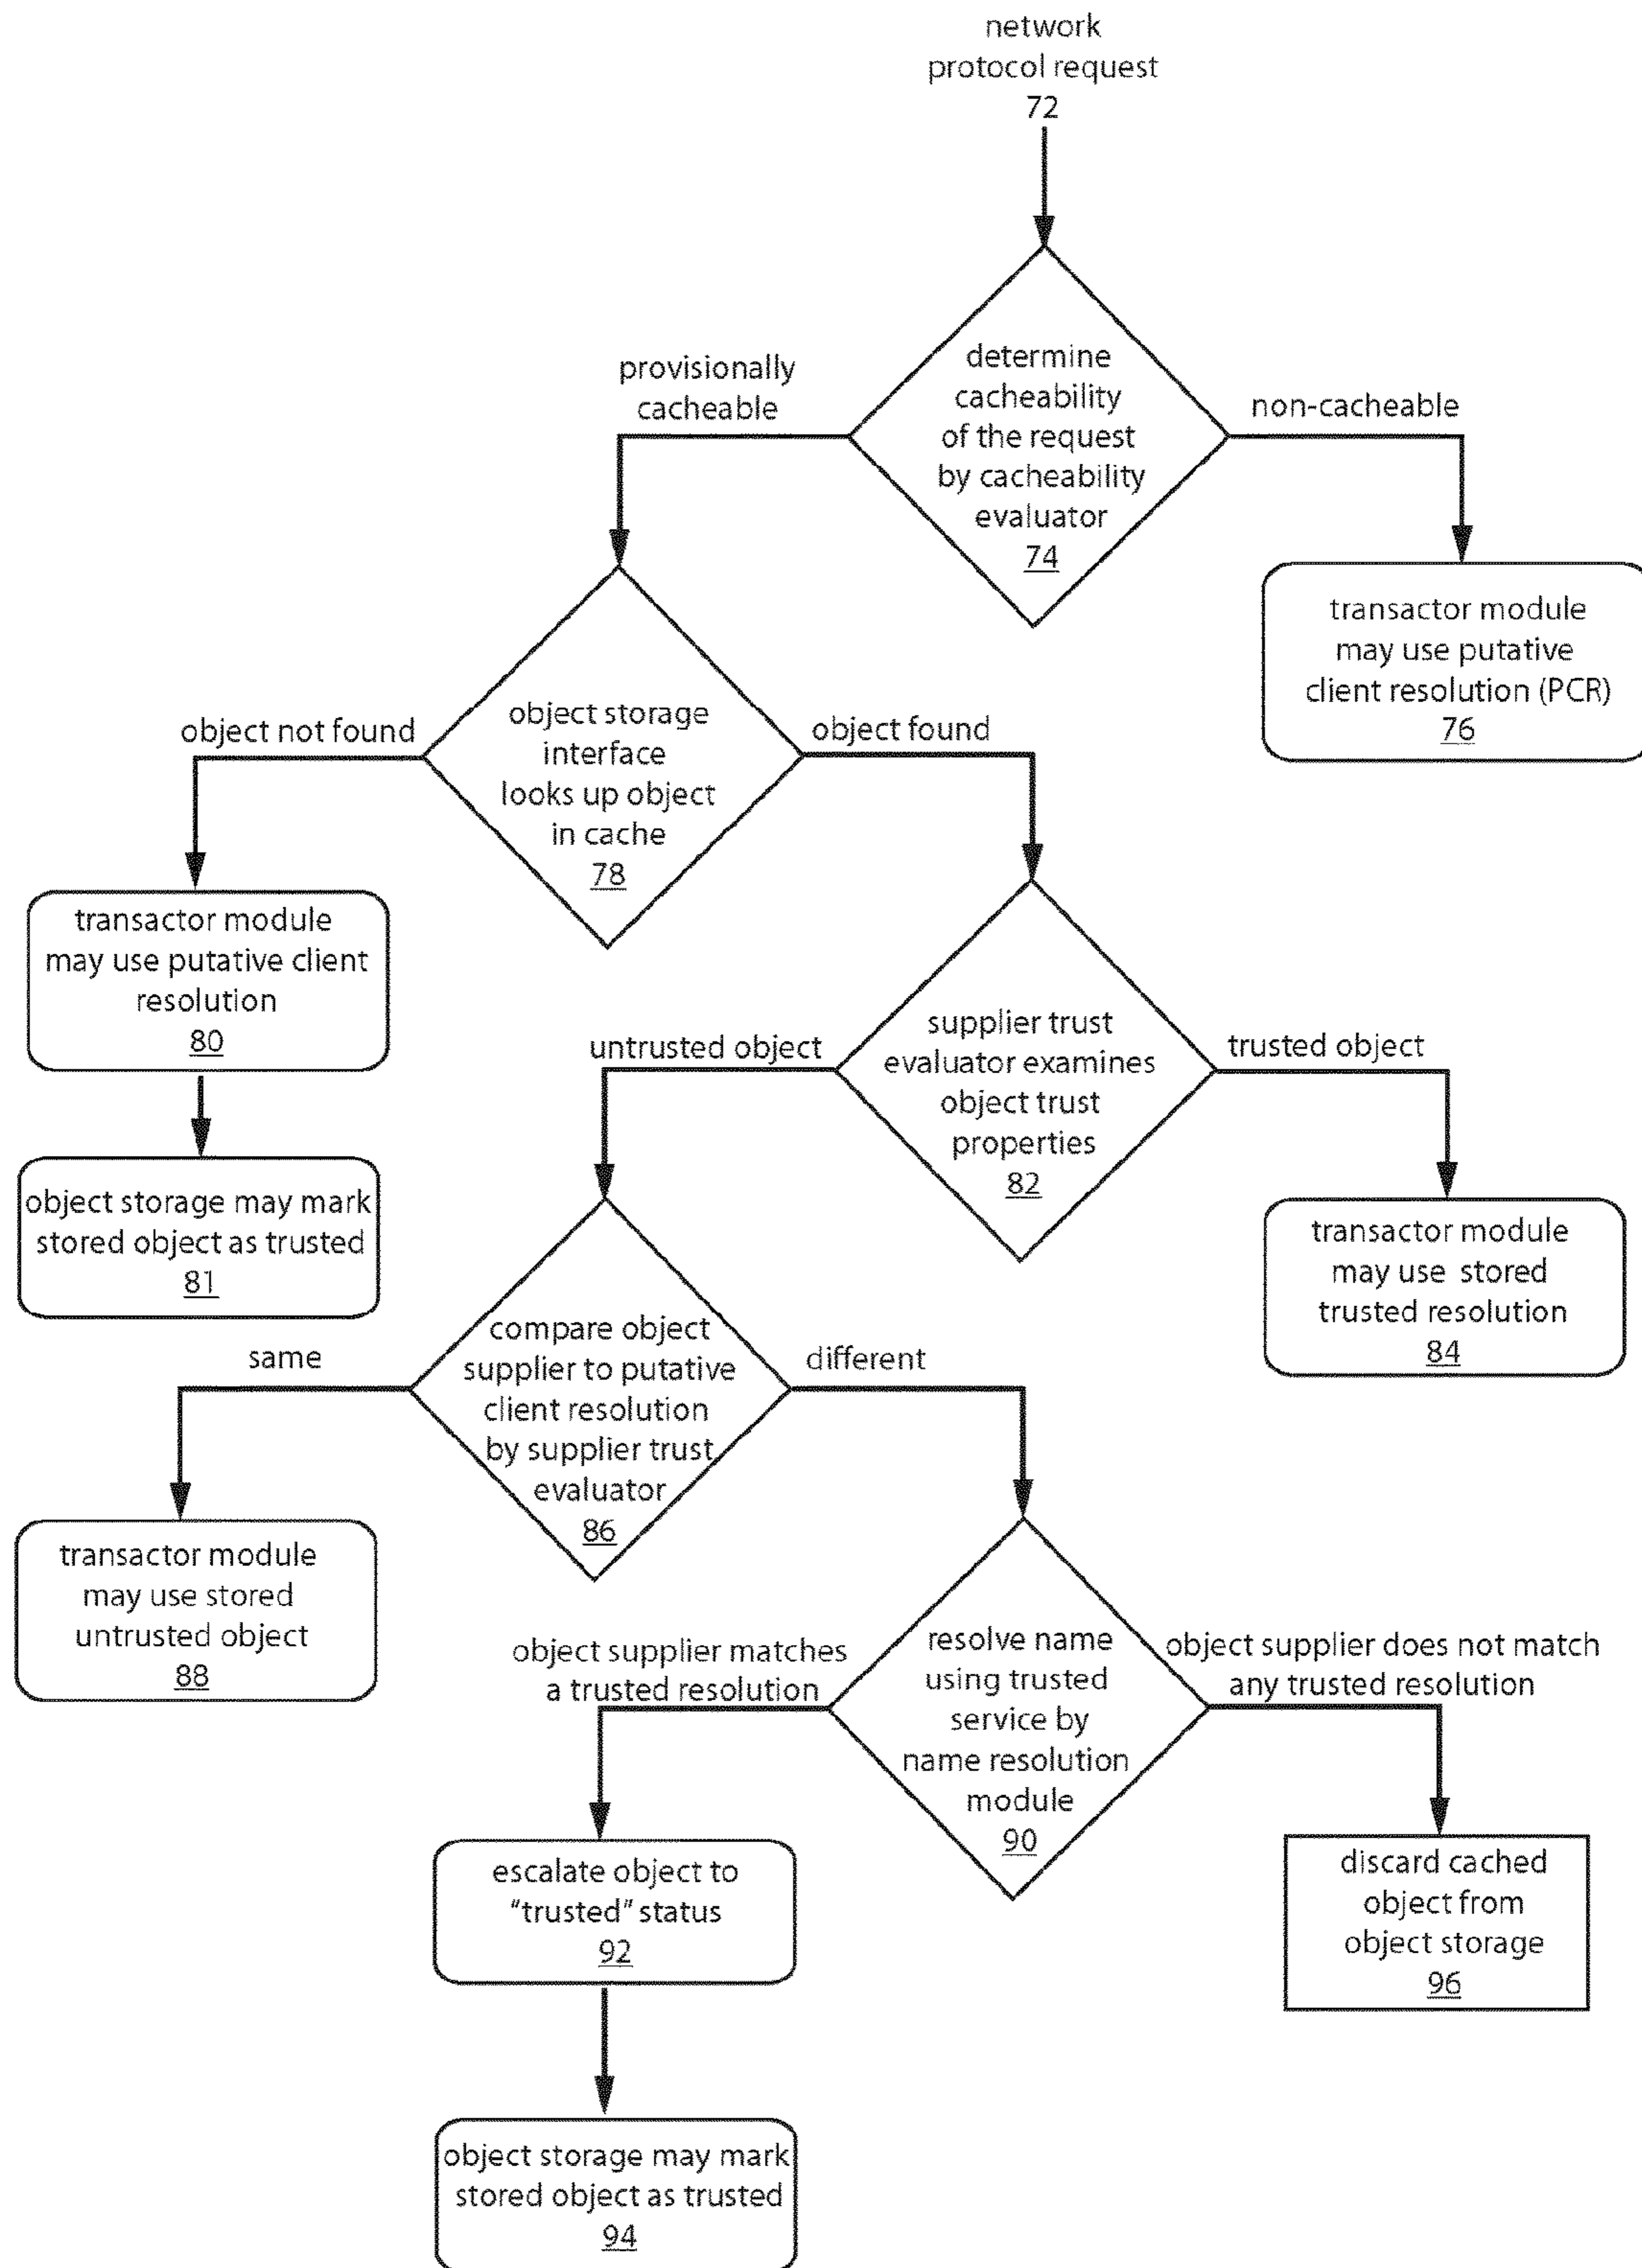 network
protocol request
72
determine
cacheability
of the request
by cacheability
evaluator
74
provisionally
cacheable
non-cacheable
transactor module
may use putative
client resolution (PCR)
76
object storage
interface
looks up object
in cache
78
object not found
object found
transactor module
may use putative client
resolution
80
object storage may mark
stored object as trusted
81
supplier trust
evaluator examines
object trust
properties
82
untrusted object
trusted object
transactor module
may use stored
trusted resolution
84
compare object
supplier to putative
client resolution
by supplier trust
evaluator
86
same
different
transactor module
may use stored
untrusted object
88
resolve name
using trusted
service by
name resolution
module
90
object supplier matches
a trusted resolution
object supplier does not match
any trusted resolution
escalate object to
“trusted” status
92
discard cached
object from
object storage
96
object storage may mark
stored object as trusted
94